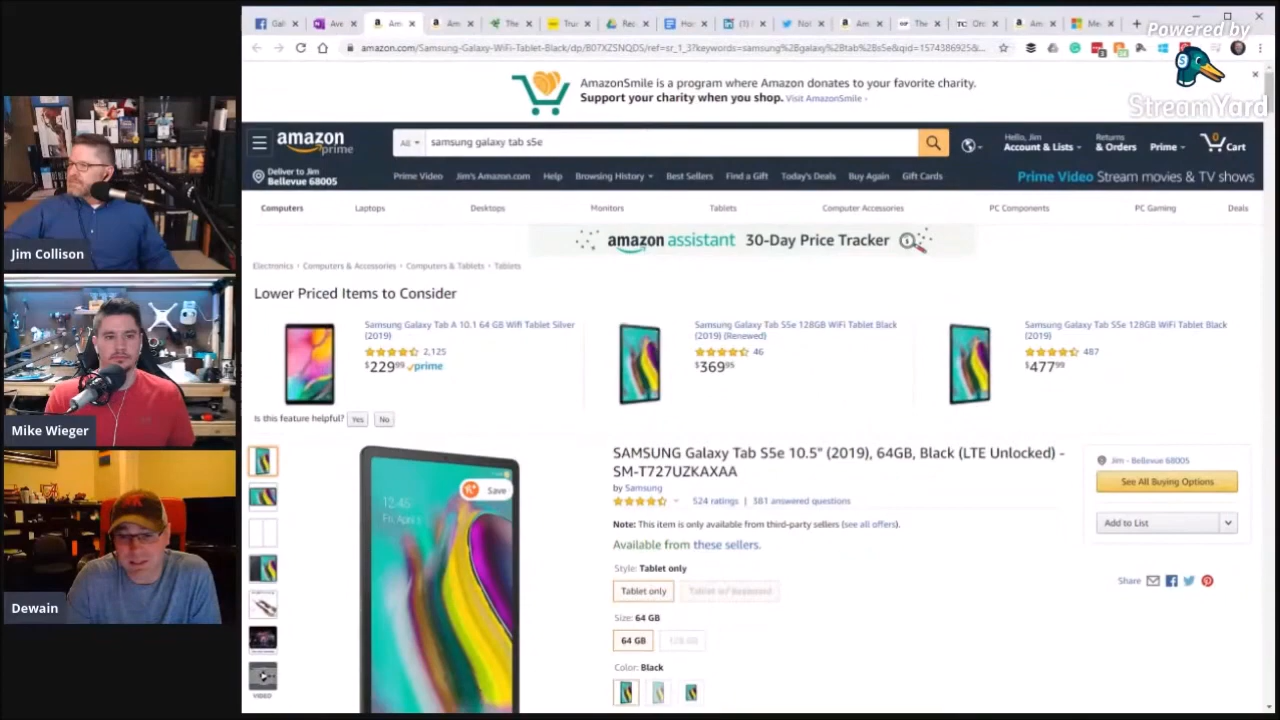 Powered by
StreamYard
Jim Collison
Mike Wieger
Dewain
amazon.com/Samsung-Galaxy-WiFi-Tablet-Black/dp/B07XZSNQDS/ref=sr_1_3?keywords=samsung%2Bgalaxy%2Btab%2Bs5e&qid=1574386925&...
AmazonSmile is a program where Amazon donates to your favorite charity.
Support your charity when you shop. Visit AmazonSmile ›
amazon prime
All
samsung galaxy tab s5e
Hello, Jim
Account & Lists
Returns
& Orders
Prime
0
Cart
Deliver to Jim
Bellevue 68005
Prime Video Jim's Amazon.com Help Browsing History Best Sellers Find a Gift Today's Deals Buy Again Gift Cards
Prime Video Stream movies & TV shows
Computers Laptops Desktops Monitors Tablets Computer Accessories PC Components PC Gaming Deals
amazon assistant 30-Day Price Tracker
Electronics › Computers & Accessories › Computers & Tablets › Tablets
Lower Priced Items to Consider
Samsung Galaxy Tab A 10.1 64 GB Wifi Tablet Silver
(2019)
2,125
$229.99 prime
Samsung Galaxy Tab S5e 128GB WiFi Tablet Black
(2019) (Renewed)
46
$369.95
Samsung Galaxy Tab S5e 128GB WiFi Tablet Black
(2019)
487
$477.99
Is this feature helpful? Yes No
12:45
Fri, April 5
Save
VIDEO
SAMSUNG Galaxy Tab S5e 10.5" (2019), 64GB, Black (LTE Unlocked) -
SM-T727UZKAXAA
by Samsung
524 ratings | 381 answered questions
Note: This item is only available from third-party sellers (see all offers).
Available from these sellers.
Style: Tablet only
Tablet only
Size: 64 GB
64 GB 128 GB
Color: Black
Jim - Bellevue 68005
See All Buying Options
Add to List
Share